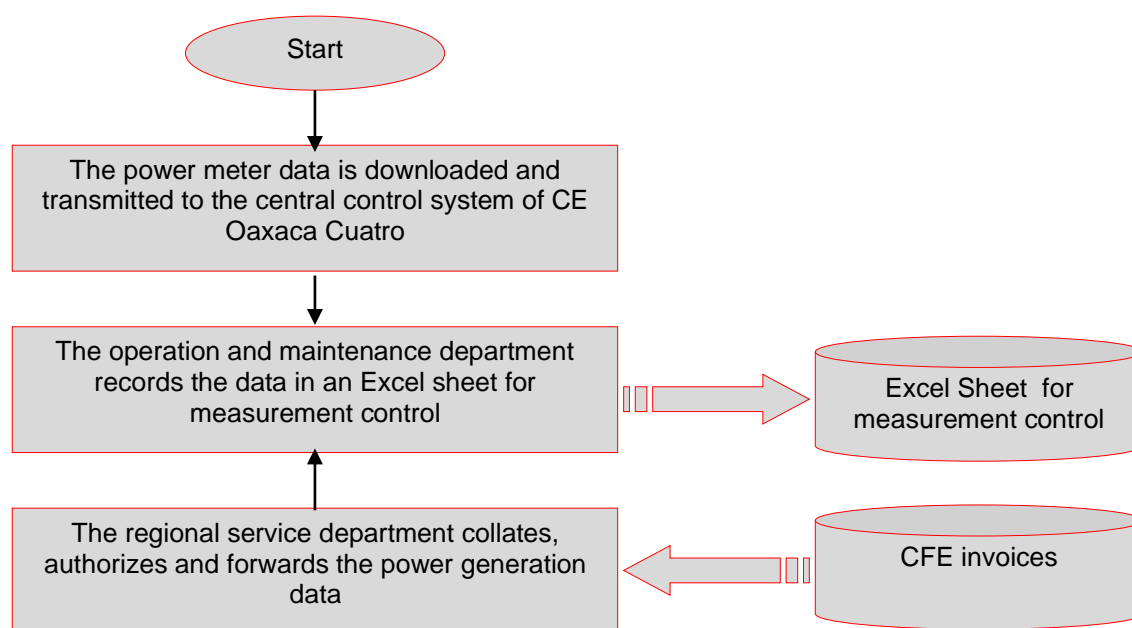 Start
The power meter data is downloaded and
transmitted to the central control system of CE
Oaxaca Cuatro
The operation and maintenance department
records the data in an Excel sheet for
measurement control
Excel Sheet for
measurement control
The regional service department collates,
authorizes and forwards the power generation
data
CFE invoices